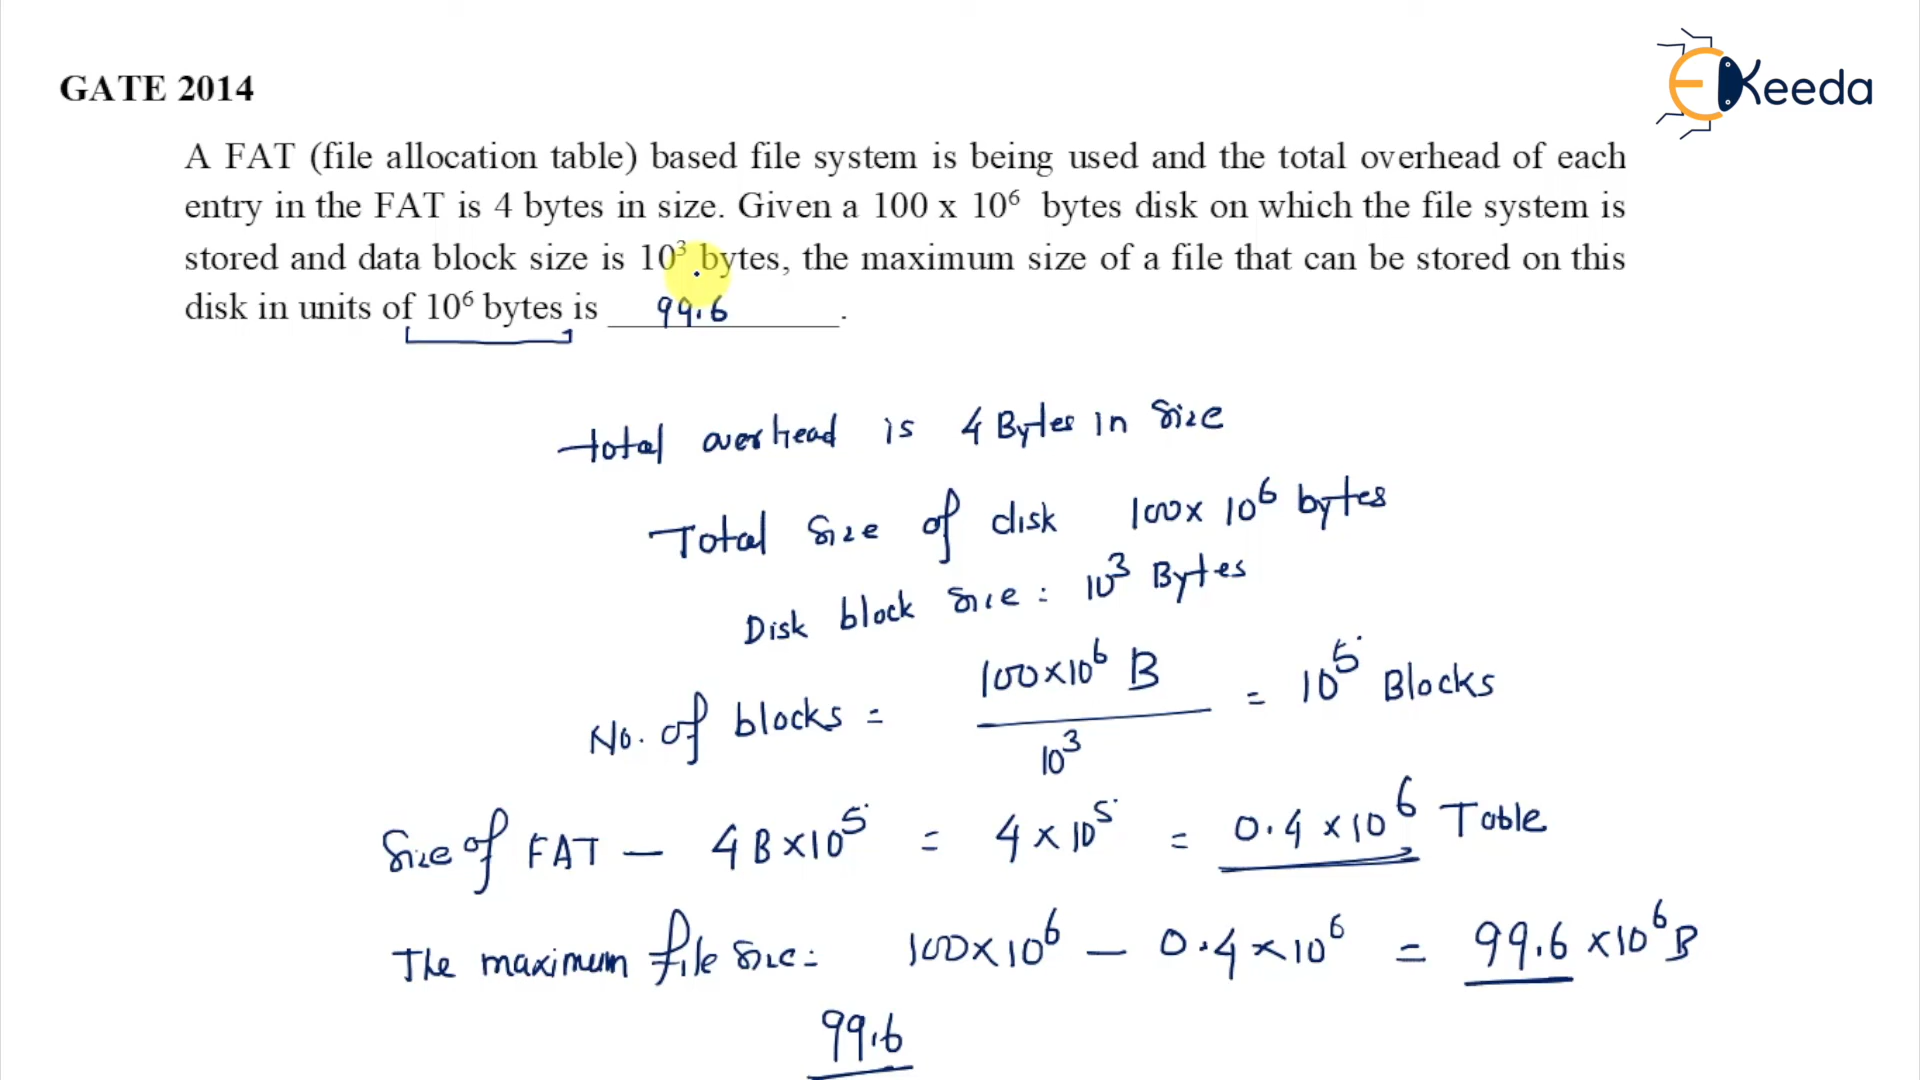 Keeda
GATE 2014
A FAT (file allocation table) based file system is being used and the total overhead of each
entry in the FAT is 4 bytes in size. Given a 100 x 10⁶ bytes disk on which the file system is
stored and data block size is 10³ bytes, the maximum size of a file that can be stored on this
disk in units of 10⁶ bytes is 99.6.
total overhead is 4 Bytes in Size
Total Size of disk 100 x 10⁶ bytes
Disk block Size : 10³ Bytes
No. of blocks = 100x10⁶ B / 10³ = 10⁵ Blocks
Size of FAT – 4 B x 10⁵ = 4 x 10⁵ = 0.4 x 10⁶ Table
The maximum file Size : 100x10⁶ – 0.4 x 10⁶ = 99.6 x10⁶ B
99.6